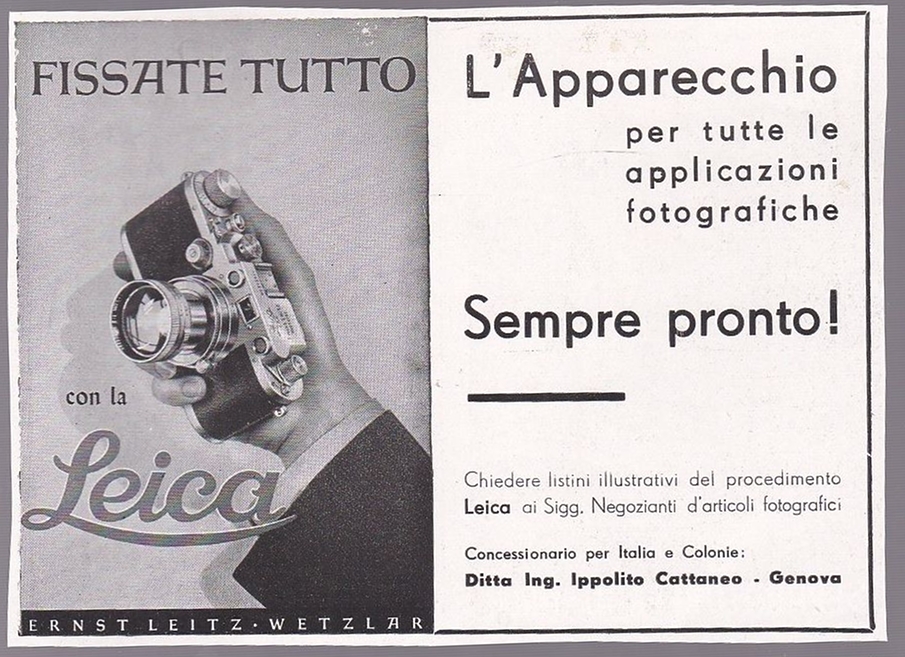 FISSATE TUTTO
con la
Leica
ERNST LEITZ · WETZLAR
L'Apparecchio
per tutte le
applicazioni
fotografiche
Sempre pronto!
Chiedere listini illustrativi del procedimento
Leica ai Sigg. Negozianti d'articoli fotografici
Concessionario per Italia e Colonie:
Ditta Ing. Ippolito Cattaneo - Genova